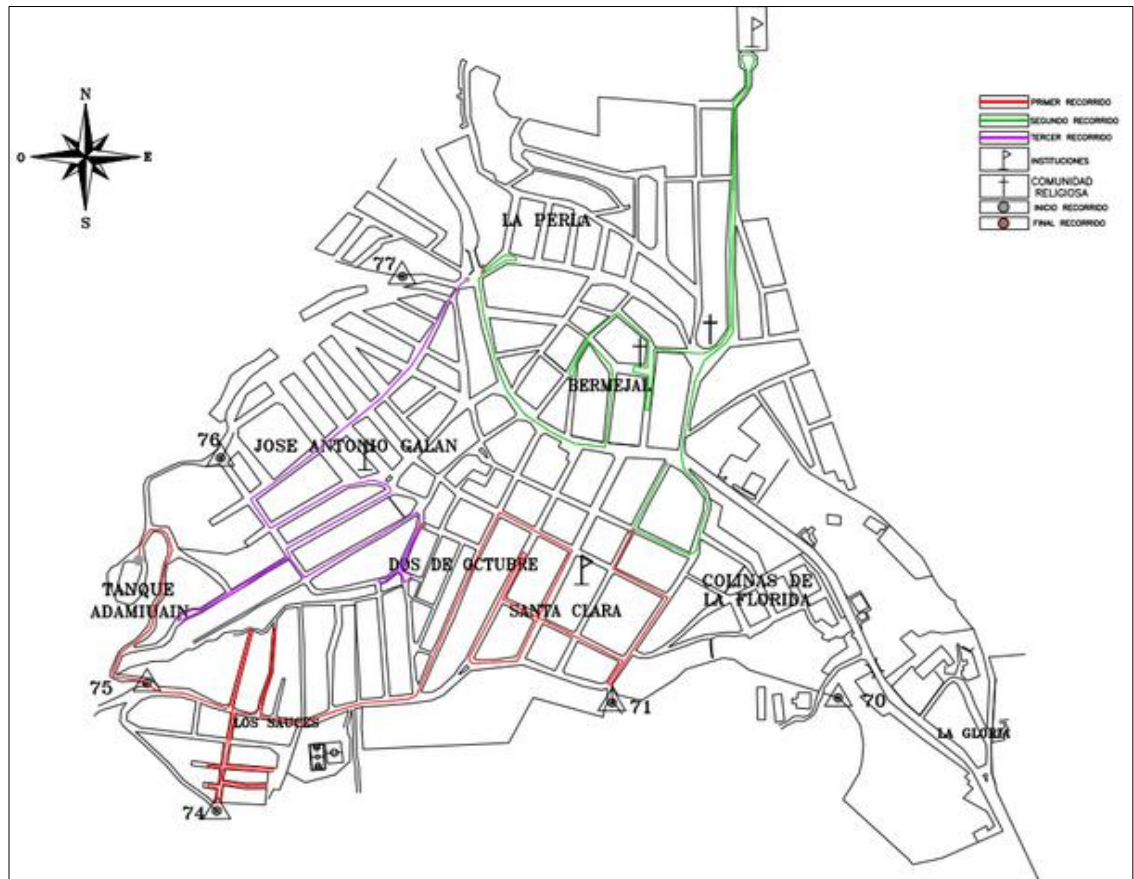 N
O
E
S
PRIMER RECORRIDO
SEGUNDO RECORRIDO
TERCER RECORRIDO
INSTITUCIONES
COMUNIDAD
RELIGIOSA
INICIO RECORRIDO
FINAL RECORRIDO
LA PERLA
77
BERMEJAL
76
JOSE ANTONIO GALAN
DOS DE OCTUBRE
TANQUE
ADAMIUAIN
SANTA CLARA
COLINAS DE
LA FLORIDA
75
LOS SAUCES
71
70
LA GLORIA
74